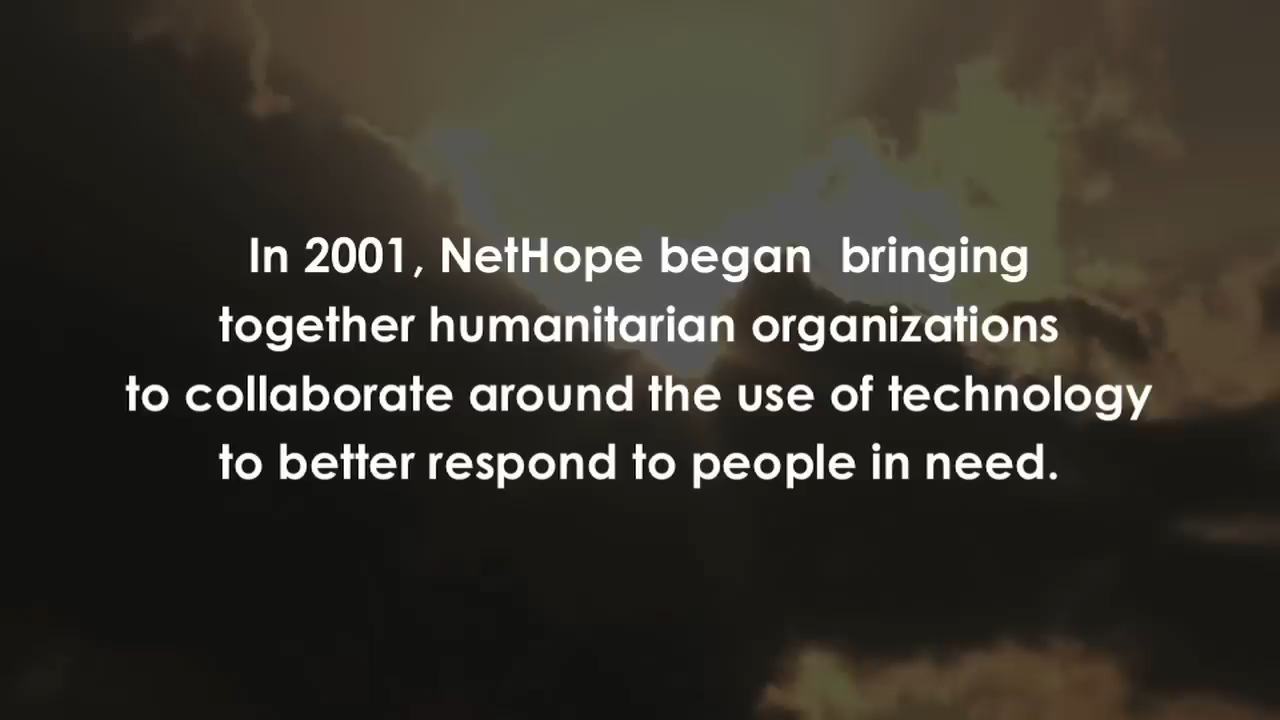 In 2001, NetHope began  bringing
together humanitarian organizations
to collaborate around the use of technology
to better respond to people in need.